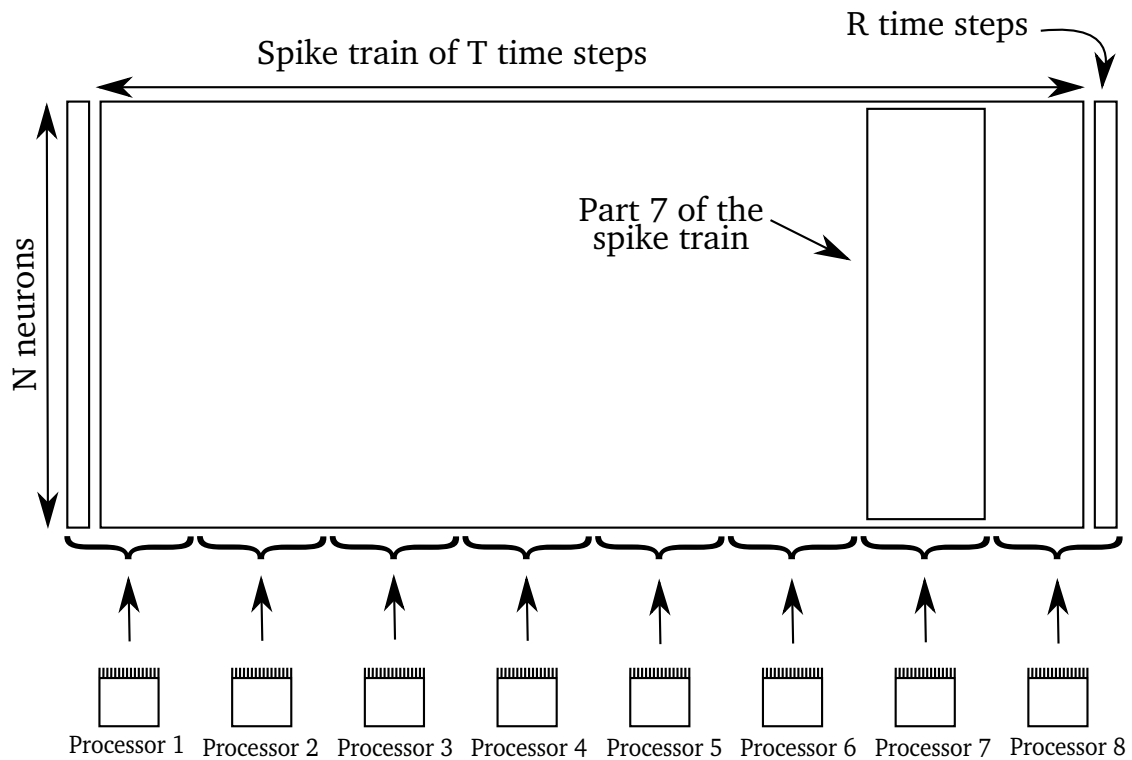 R time steps
Spike train of T time steps
Part 7 of the
spike train
N neurons
Processor 1
Processor 2
Processor 3
Processor 4
Processor 5
Processor 6
Processor 7
Processor 8